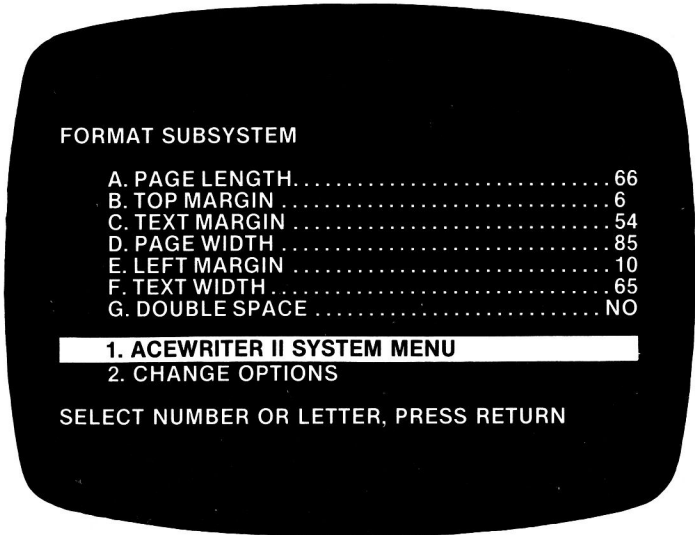 FORMAT SUBSYSTEM
A. PAGE LENGTH.............................66
B. TOP MARGIN..............................6
C. TEXT MARGIN.............................54
D. PAGE WIDTH..............................85
E. LEFT MARGIN.............................10
F. TEXT WIDTH..............................65
G. DOUBLE SPACE............................NO
1. ACEWRITER II SYSTEM MENU
2. CHANGE OPTIONS
SELECT NUMBER OR LETTER, PRESS RETURN